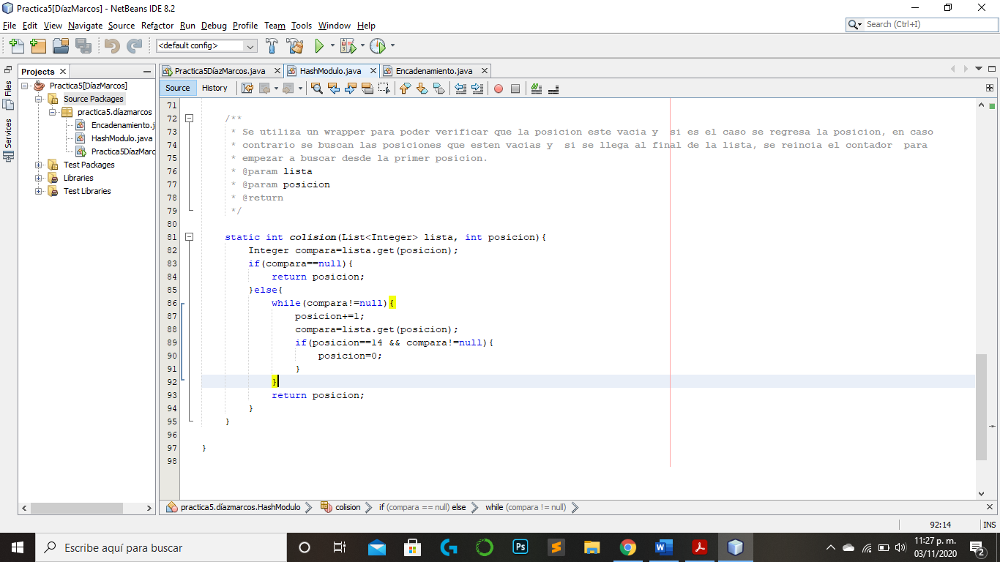 Practica5[DíazMarcos] - NetBeans IDE 8.2
File Edit View Navigate Source Refactor Run Debug Profile Team Tools Window Help
Search (Ctrl+I)
<default config>
Projects
Practica5DíazMarcos.java HashModulo.java Encadenamiento.java
Files
Services
Practica5[DíazMarcos]
Source Packages
practica5.díazmarcos
Encadenamiento.j
HashModulo.java
Practica5DíazMarc
Test Packages
Libraries
Test Libraries
Source History
71
72 /**
73 * Se utiliza un wrapper para poder verificar que la posicion este vacia y  si es el caso se regresa la posicion, en caso
74 * contrario se buscan las posiciones que esten vacias y  si se llega al final de la lista, se reincia el contador  para
75 * empezar a buscar desde la primer posicion.
76 * @param lista
77 * @param posicion
78 * @return
79 */
80
81 static int colision(List<Integer> lista, int posicion){
82 Integer compara=lista.get(posicion);
83 if(compara==null){
84 return posicion;
85 }else{
86 while(compara!=null){
87 posicion+=1;
88 compara=lista.get(posicion);
89 if(posicion==14 && compara!=null){
90 posicion=0;
91 }
92 }
93 return posicion;
94 }
95 }
96
97 }
98
practica5.díazmarcos.HashModulo colision if (compara == null) else while (compara != null)
92:14 INS
Escribe aquí para buscar
Ps
W
11:27 p. m.
03/11/2020
2